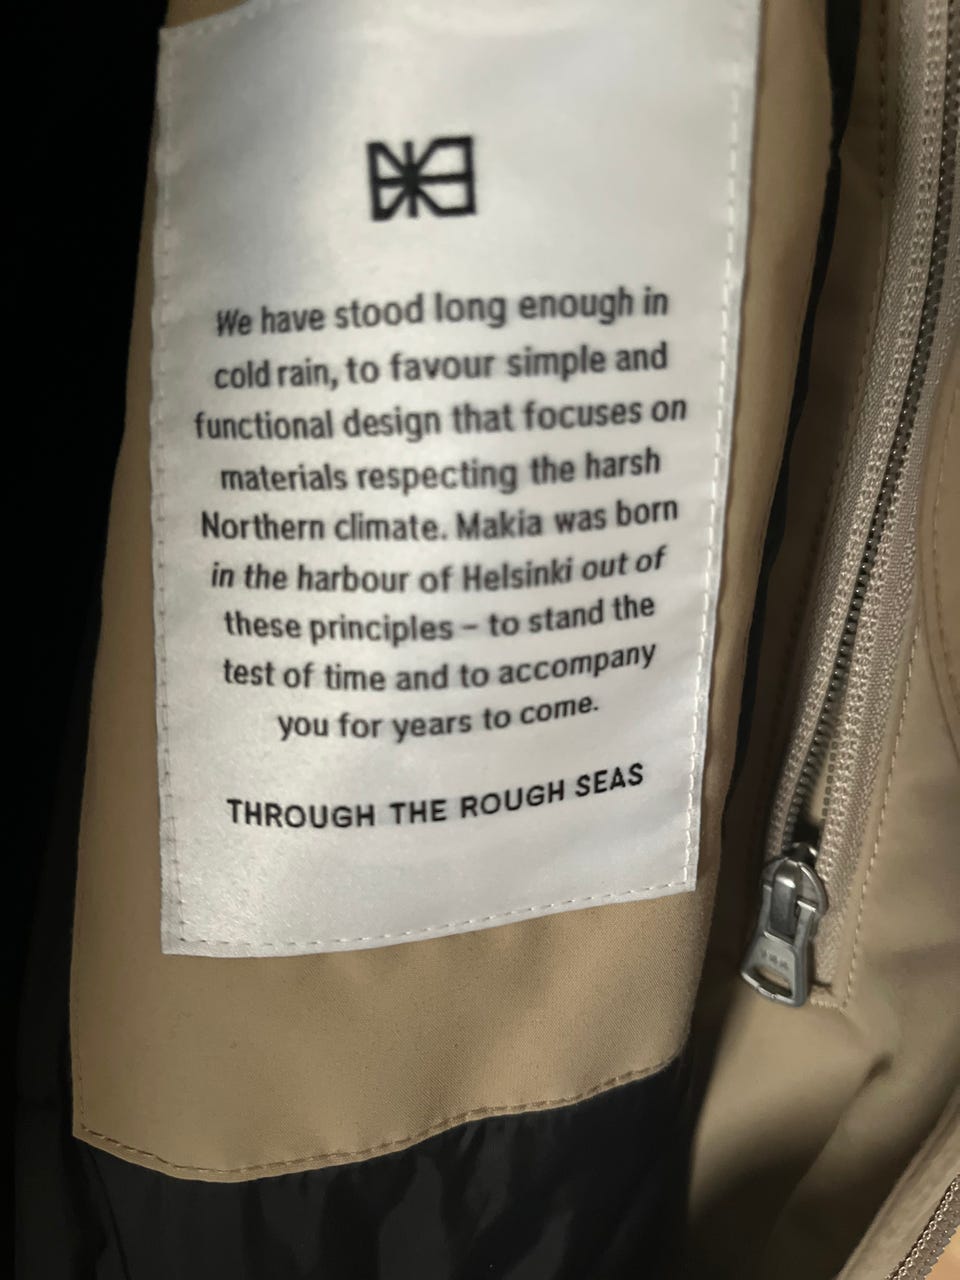 We have stood long enough in
cold rain, to favour simple and
functional design that focuses on
materials respecting the harsh
Northern climate. Makia was born
in the harbour of Helsinki out of
these principles – to stand the
test of time and to accompany
you for years to come.
THROUGH THE ROUGH SEAS